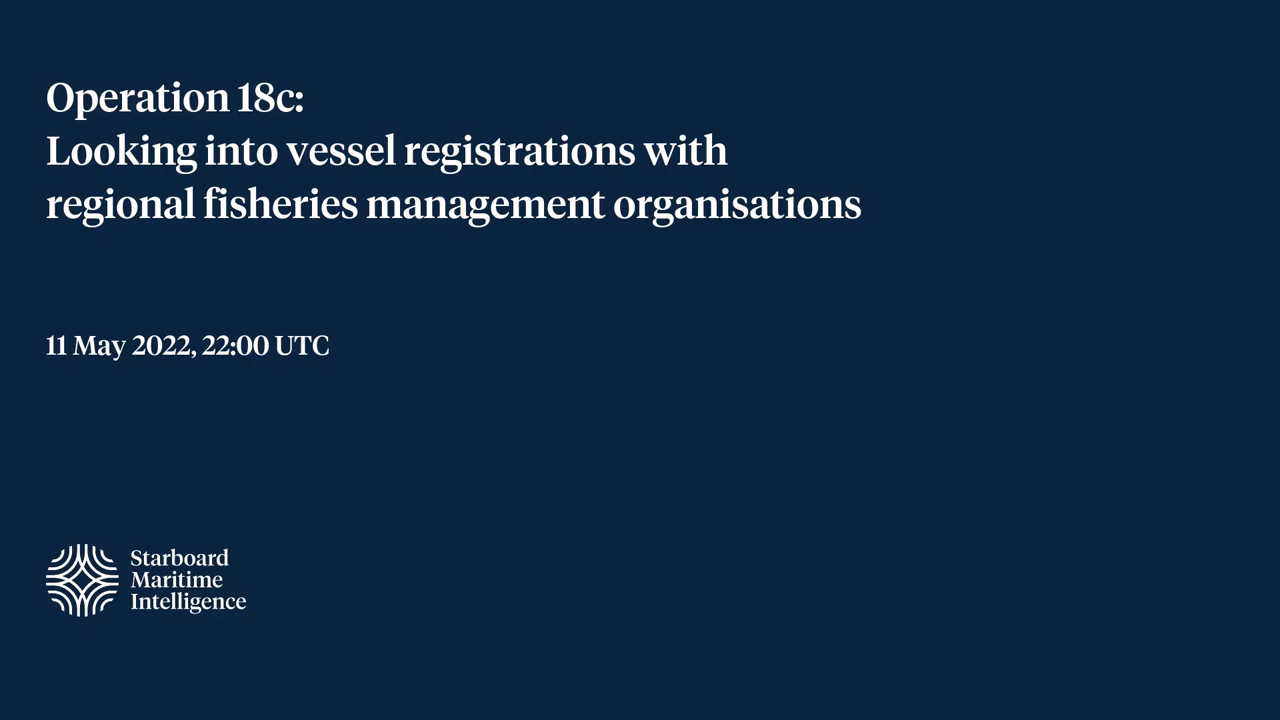 Operation 18c:
Looking into vessel registrations with
regional fisheries management organisations
11 May 2022, 22:00 UTC
Starboard
Maritime
Intelligence